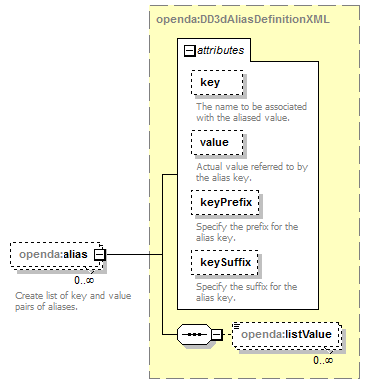 openda:DD3dAliasDefinitionXML
attributes
key
The name to be associated
with the aliased value.
value
Actual value referred to by
the alias key.
keyPrefix
Specify the prefix for the
alias key.
keySuffix
Specify the suffix for the
alias key.
openda:alias
0..∞
Create list of key and value
pairs of aliases.
openda:listValue
0..∞